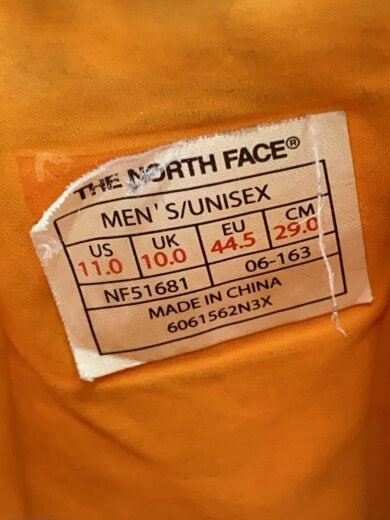 THE NORTH FACE®
MEN' S/UNISEX
US UK EU CM
11.0 10.0 44.5 29.0
NF51681 06-163
MADE IN CHINA
6061562N3X